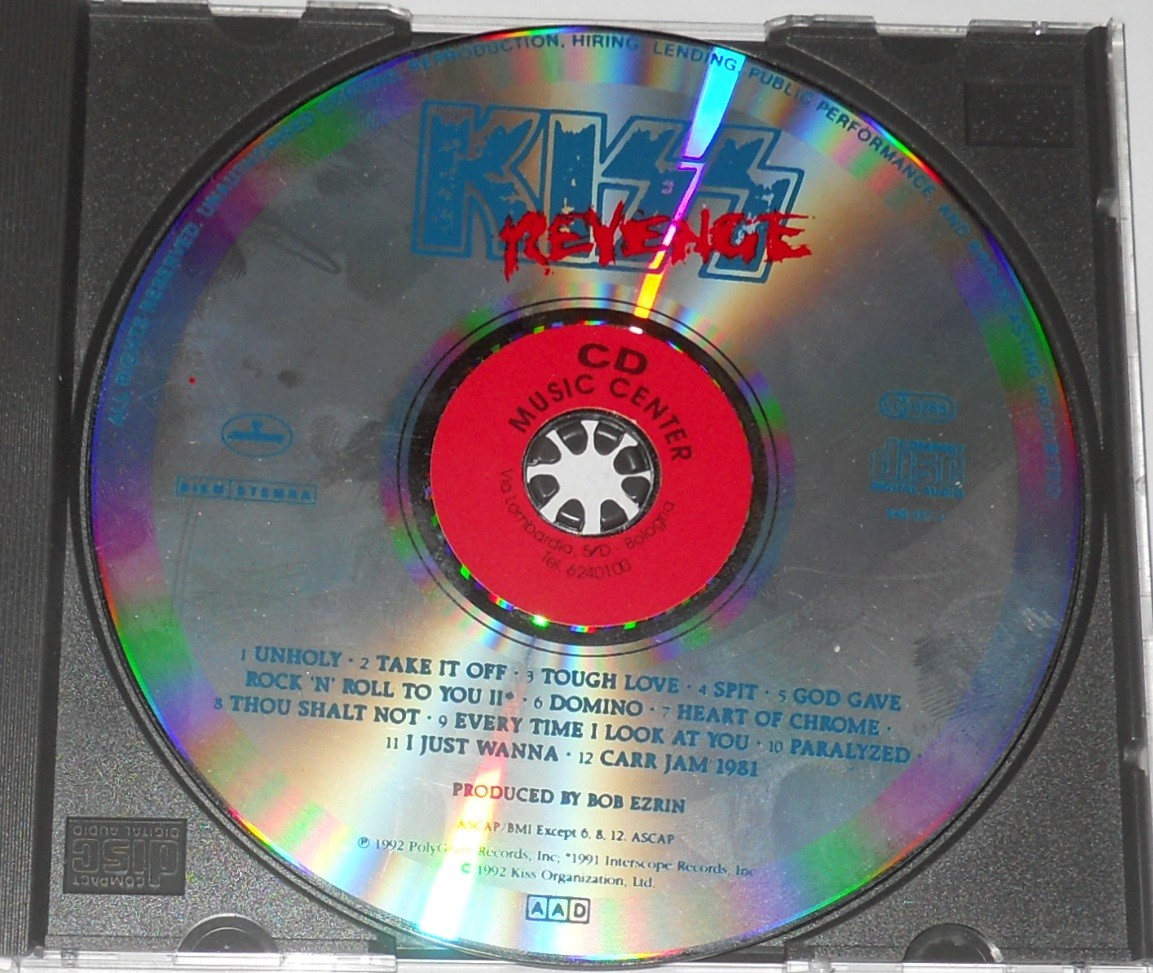 ALL RIGHTS RESERVED. UNAUTHORISED COPYING, REPRODUCTION, HIRING, LENDING, PUBLIC PERFORMANCE, AND BROADCASTING PROHIBITED
KISS
REVENGE
CD
MUSIC CENTER
Via Lombardia, 5/D - Bologna
Tel. 6240100
BIEM STEMRA
COMPACT
disc
DIGITAL AUDIO
1 UNHOLY · 2 TAKE IT OFF · 3 TOUGH LOVE · 4 SPIT · 5 GOD GAVE
ROCK 'N' ROLL TO YOU II* · 6 DOMINO · 7 HEART OF CHROME ·
8 THOU SHALT NOT · 9 EVERY TIME I LOOK AT YOU · 10 PARALYZED ·
11 I JUST WANNA · 12 CARR JAM 1981
PRODUCED BY BOB EZRIN
ASCAP/BMI Except 6, 8, 12, ASCAP
℗ 1992 PolyGram Records, Inc; *1991 Interscope Records, Inc
© 1992 Kiss Organization, Ltd.
AAD
COMPACT
disc
DIGITAL AUDIO